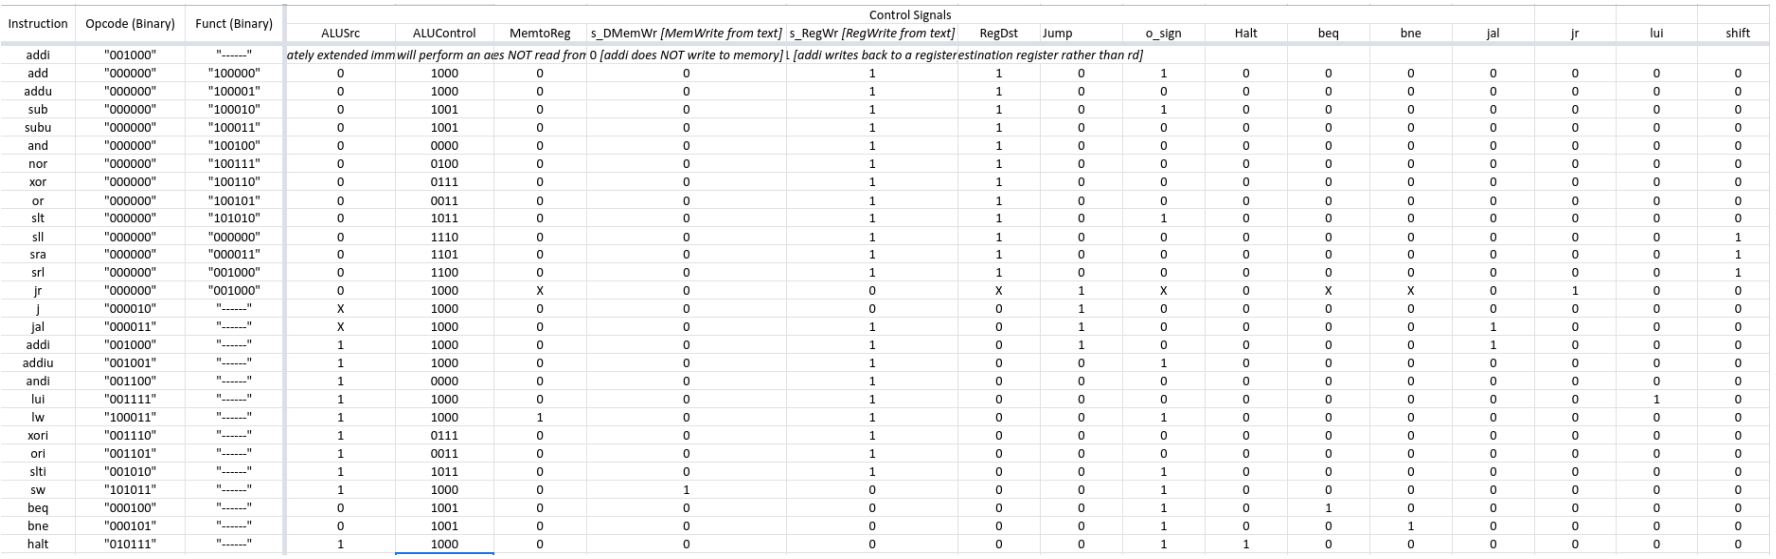 Control Signals
Instruction Opcode (Binary) Funct (Binary) ALUSrc ALUControl MemtoReg s_DMemWr [MemWrite from text] s_RegWr [RegWrite from text] RegDst Jump o_sign Halt beq bne jal jr lui shift
addi "001000" "------" ately extended imm will perform an a es NOT read from 0 [addi does NOT write to memory] [addi writes back to a register estination register rather than rd]
add "000000" "100000" 0 1000 0 0 1 1 0 1 0 0 0 0 0 0 0
addu "000000" "100001" 0 1000 0 0 1 1 0 0 0 0 0 0 0 0 0
sub "000000" "100010" 0 1001 0 0 1 1 0 1 0 0 0 0 0 0 0
subu "000000" "100011" 0 1001 0 0 1 1 0 0 0 0 0 0 0 0 0
and "000000" "100100" 0 0000 0 0 1 1 0 0 0 0 0 0 0 0 0
nor "000000" "100111" 0 0100 0 0 1 1 0 0 0 0 0 0 0 0 0
xor "000000" "100110" 0 0111 0 0 1 1 0 0 0 0 0 0 0 0 0
or "000000" "100101" 0 0011 0 0 1 1 0 0 0 0 0 0 0 0 0
slt "000000" "101010" 0 1011 0 0 1 1 0 1 0 0 0 0 0 0 0
sll "000000" "000000" 0 1110 0 0 1 1 0 0 0 0 0 0 0 0 1
sra "000000" "000011" 0 1101 0 0 1 1 0 0 0 0 0 0 0 0 1
srl "000000" "001000" 0 1100 0 0 1 1 0 0 0 0 0 0 0 0 1
jr "000000" "001000" 0 1000 X 0 0 X 1 X 0 X X 0 1 0 0
j "000010" "------" X 1000 0 0 0 0 1 0 0 0 0 0 0 0 0
jal "000011" "------" X 1000 0 0 1 0 1 0 0 0 0 1 0 0 0
addi "001000" "------" 1 1000 0 0 1 0 1 0 0 0 0 1 0 0 0
addiu "001001" "------" 1 1000 0 0 1 0 0 1 0 0 0 0 0 0 0
andi "001100" "------" 1 0000 0 0 1 0 0 0 0 0 0 0 0 0 0
lui "001111" "------" 1 1000 0 0 1 0 0 0 0 0 0 0 0 1 0
lw "100011" "------" 1 1000 1 0 1 0 0 1 0 0 0 0 0 0 0
xori "001110" "------" 1 0111 0 0 1 0 0 0 0 0 0 0 0 0 0
ori "001101" "------" 1 0011 0 0 1 0 0 0 0 0 0 0 0 0 0
slti "001010" "------" 1 1011 0 0 1 0 0 1 0 0 0 0 0 0 0
sw "101011" "------" 1 1000 0 1 0 0 0 1 0 0 0 0 0 0 0
beq "000100" "------" 0 1001 0 0 0 0 0 1 0 1 0 0 0 0 0
bne "000101" "------" 0 1001 0 0 0 0 0 1 0 0 1 0 0 0 0
halt "010111" "------" 1 1000 0 0 0 0 0 1 1 0 0 0 0 0 0